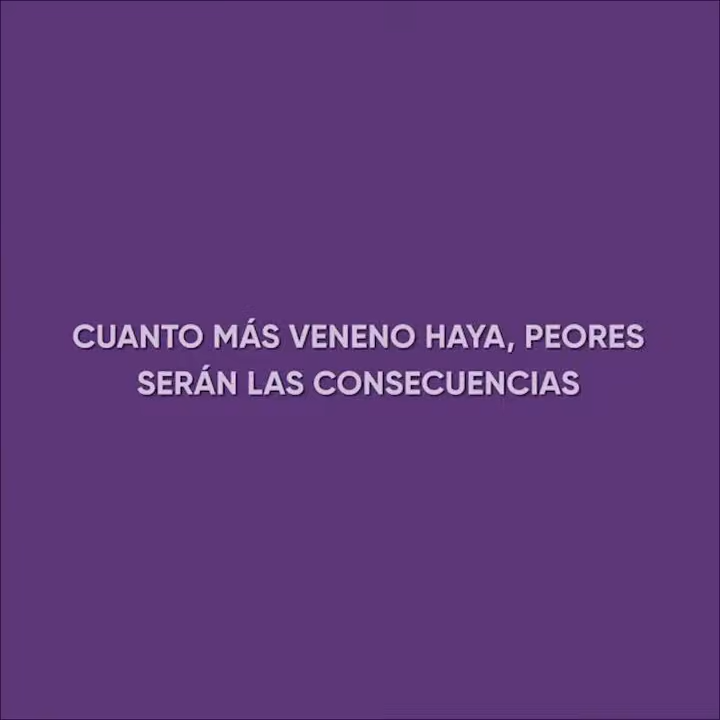 CUANTO MÁS VENENO HAYA, PEORES
SERÁN LAS CONSECUENCIAS